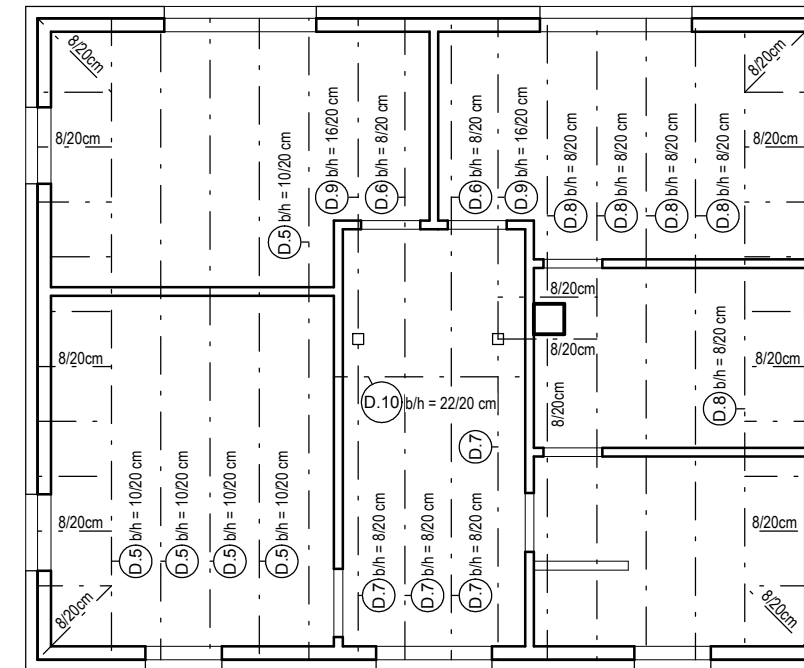 8/20cm
8/20cm
8/20cm
8/20cm
D.5 b/h = 10/20 cm
D.9 b/h = 16/20 cm
D.6 b/h = 8/20 cm
D.6 b/h = 8/20 cm
D.9 b/h = 16/20 cm
D.8 b/h = 8/20 cm
D.8 b/h = 8/20 cm
D.8 b/h = 8/20 cm
D.8 b/h = 8/20 cm
8/20cm
8/20cm
8/20cm
8/20cm
8/20cm
D.10 b/h = 22/20 cm
D.8 b/h = 8/20 cm
D.7
8/20cm
8/20cm
D.5 b/h = 10/20 cm
D.5 b/h = 10/20 cm
D.5 b/h = 10/20 cm
D.5 b/h = 10/20 cm
D.7 b/h = 8/20 cm
D.7 b/h = 8/20 cm
D.7 b/h = 8/20 cm
8/20cm
8/20cm